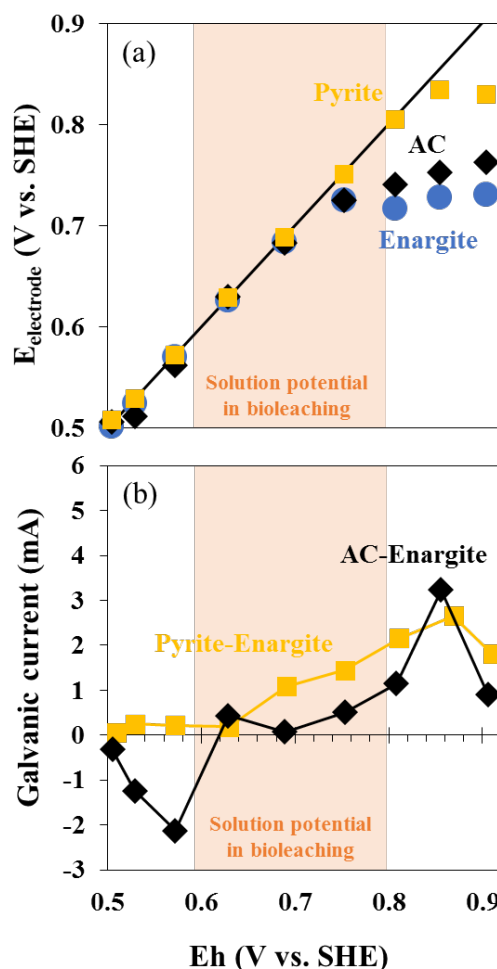 (a)
0.9
0.8
0.7
0.6
0.5
E_electrode (V vs. SHE)
Pyrite
AC
Enargite
Solution potential
in bioleaching
(b)
6
5
4
3
2
1
0
-1
-2
-3
Galvanic current (mA)
AC-Enargite
Pyrite-Enargite
Solution potential
in bioleaching
0.5 0.6 0.7 0.8 0.9
Eh (V vs. SHE)